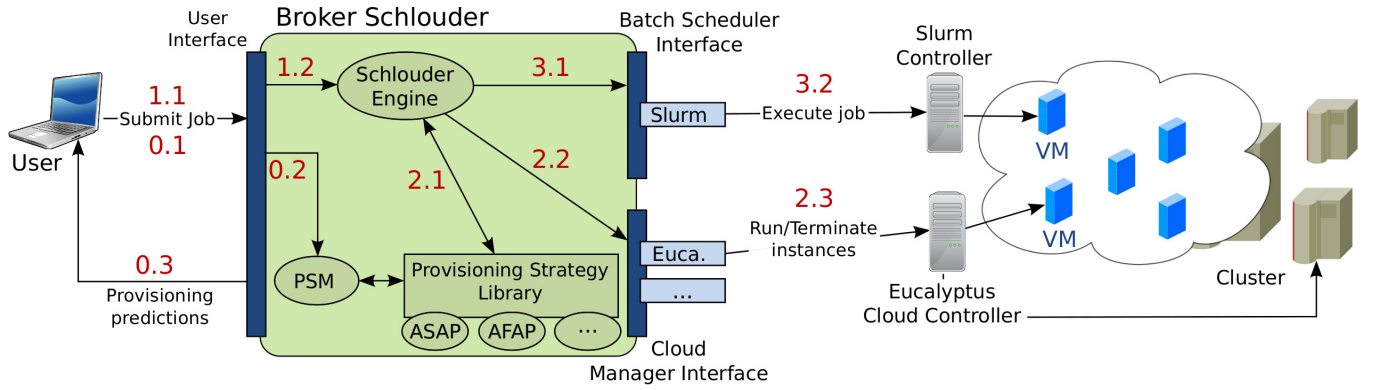 Broker Schlouder
User
Interface
Batch Scheduler
Interface
Slurm
Controller
1.2
Schlouder
Engine
3.1
3.2
1.1
Submit Job
0.1
Slurm
Execute job
User
VM
0.2
2.1
2.2
2.3
Run/Terminate
instances
VM
Euca.
0.3
Provisioning
predictions
PSM
Provisioning Strategy
Library
...
Cluster
Eucalyptus
Cloud Controller
ASAP
AFAP
...
Cloud
Manager Interface